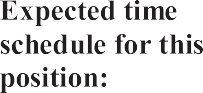 Expected time
schedule for this
position: